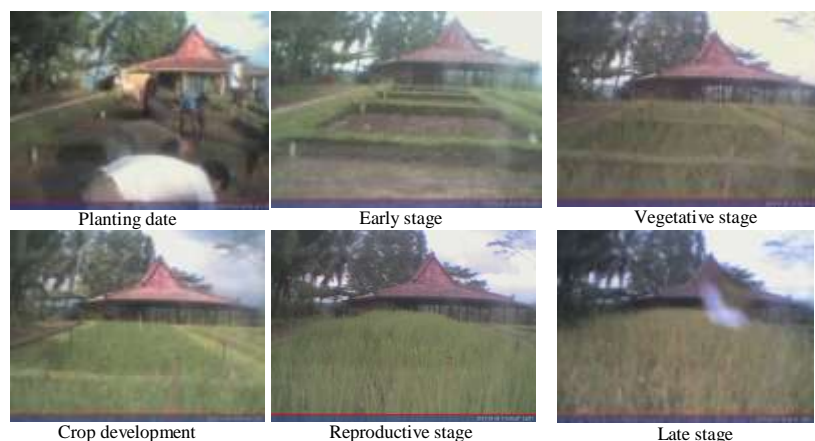 Planting date
Early stage
Vegetative stage
Crop development
Reproductive stage
Late stage